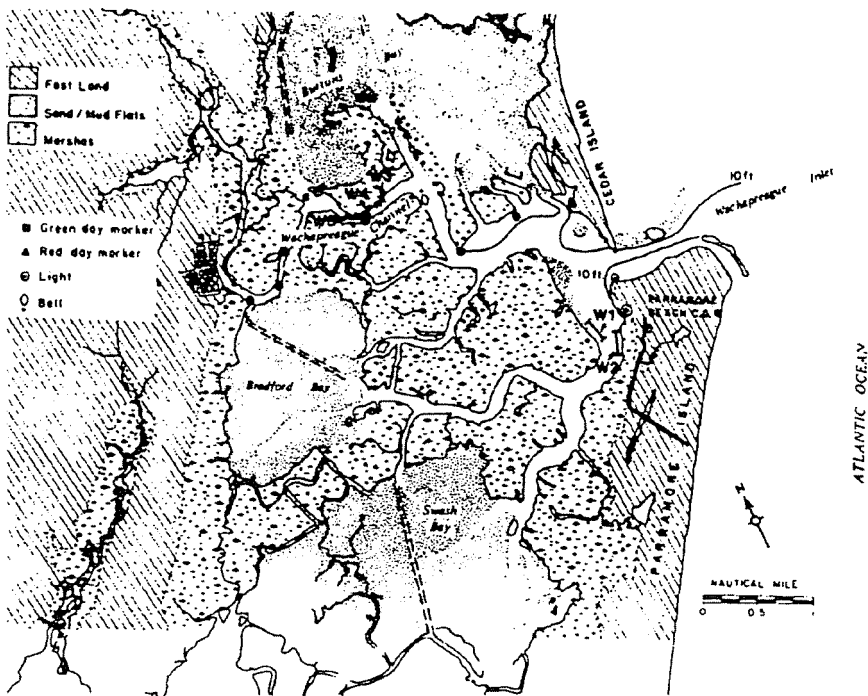 Fast Land
Sand / Mud Flats
Marshes
Green day marker
Red day marker
Light
Bell
Burtons Bay
CEDAR ISLAND
10 ft
Wachapreague Inlet
Wachapreague Channel
10 ft
W1
PARRAMORE
BEACH C.G.
W2
Bradford Bay
Swash
Bay
PARRAMORE ISLAND
ATLANTIC OCEAN
N
NAUTICAL MILE
0 0.5 1